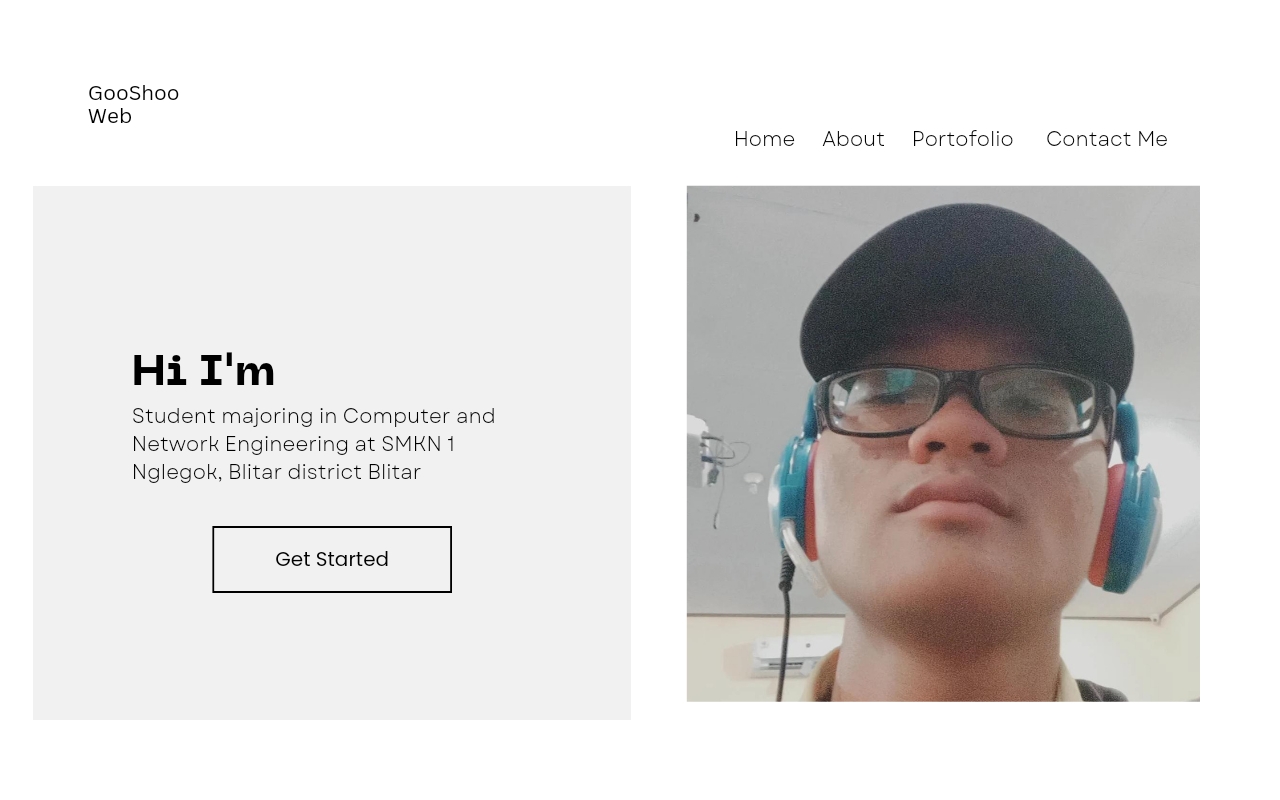 GooShoo
Web
Home About Portofolio Contact Me
Hi I'm
Student majoring in Computer and
Network Engineering at SMKN 1
Nglegok, Blitar district Blitar
Get Started